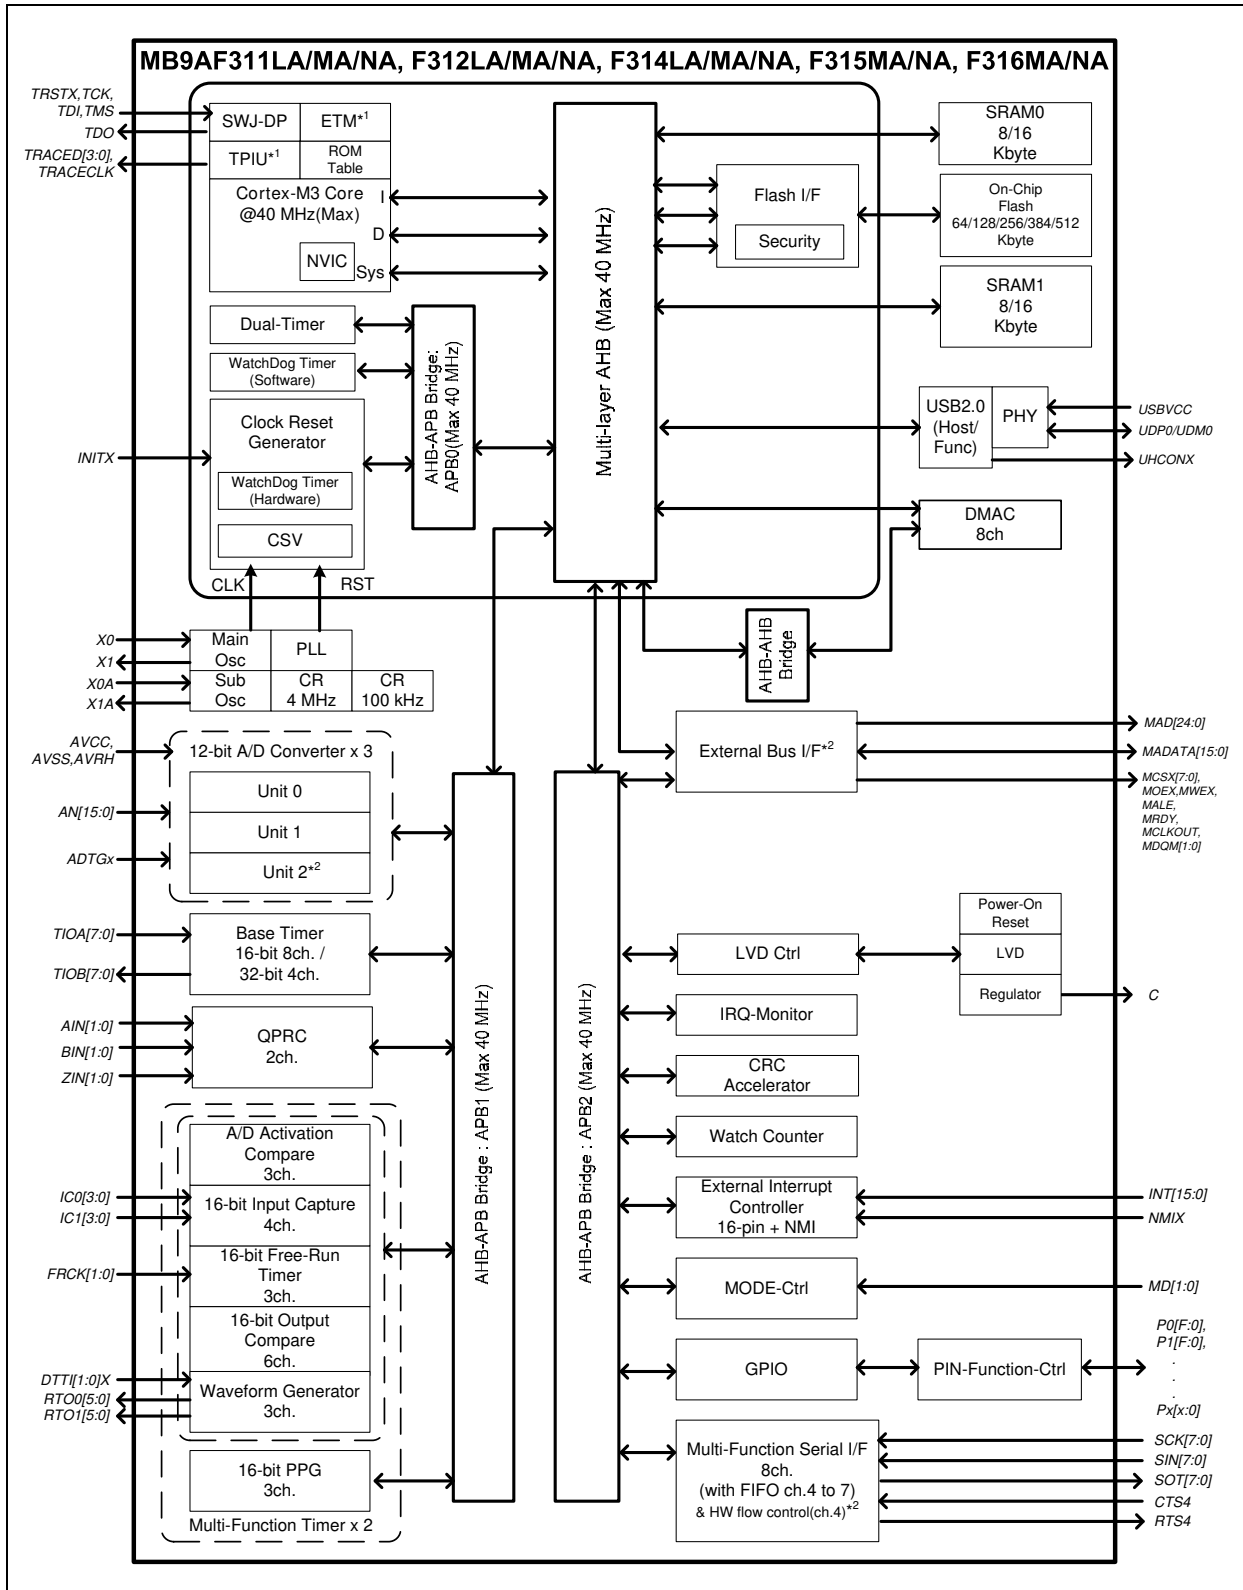 MB9AF311LA/MA/NA, F312LA/MA/NA, F314LA/MA/NA, F315MA/NA, F316MA/NA
TRSTX,TCK,
TDI,TMS
TDO
TRACED[3:0],
TRACECLK
SWJ-DP
ETM*1
TPIU*1
ROM
Table
Cortex-M3 Core
@40 MHz(Max)
I
D
Sys
NVIC
Dual-Timer
WatchDog Timer
(Software)
Clock Reset
Generator
WatchDog Timer
(Hardware)
CSV
INITX
CLK
RST
AHB-APB Bridge:
APB0(Max 40 MHz)
Multi-layer AHB (Max 40 MHz)
Flash I/F
Security
SRAM0
8/16
Kbyte
On-Chip
Flash
64/128/256/384/512
Kbyte
SRAM1
8/16
Kbyte
USB2.0
(Host/
Func)
PHY
USBVCC
UDP0/UDM0
UHCONX
DMAC
8ch
AHB-AHB
Bridge
X0
X1
X0A
X1A
Main
Osc
PLL
Sub
Osc
CR
4 MHz
CR
100 kHz
AVCC,
AVSS,AVRH
AN[15:0]
ADTGx
12-bit A/D Converter x 3
Unit 0
Unit 1
Unit 2*2
TIOA[7:0]
TIOB[7:0]
Base Timer
16-bit 8ch. /
32-bit 4ch.
AIN[1:0]
BIN[1:0]
ZIN[1:0]
QPRC
2ch.
IC0[3:0]
IC1[3:0]
FRCK[1:0]
DTTI[1:0]X
RTO0[5:0]
RTO1[5:0]
A/D Activation
Compare
3ch.
16-bit Input Capture
4ch.
16-bit Free-Run
Timer
3ch.
16-bit Output
Compare
6ch.
Waveform Generator
3ch.
16-bit PPG
3ch.
Multi-Function Timer x 2
AHB-APB Bridge : APB1 (Max 40 MHz)
AHB-APB Bridge : APB2 (Max 40 MHz)
External Bus I/F*2
MAD[24:0]
MADATA[15:0]
MCSX[7:0],
MOEX,MWEX,
MALE,
MRDY,
MCLKOUT,
MDQM[1:0]
LVD Ctrl
Power-On
Reset
LVD
Regulator
C
IRQ-Monitor
CRC
Accelerator
Watch Counter
External Interrupt
Controller
16-pin + NMI
INT[15:0]
NMIX
MODE-Ctrl
MD[1:0]
GPIO
PIN-Function-Ctrl
P0[F:0],
P1[F:0],
.
.
.
Px[x:0]
Multi-Function Serial I/F
8ch.
(with FIFO ch.4 to 7)
& HW flow control(ch.4)*2
SCK[7:0]
SIN[7:0]
SOT[7:0]
CTS4
RTS4